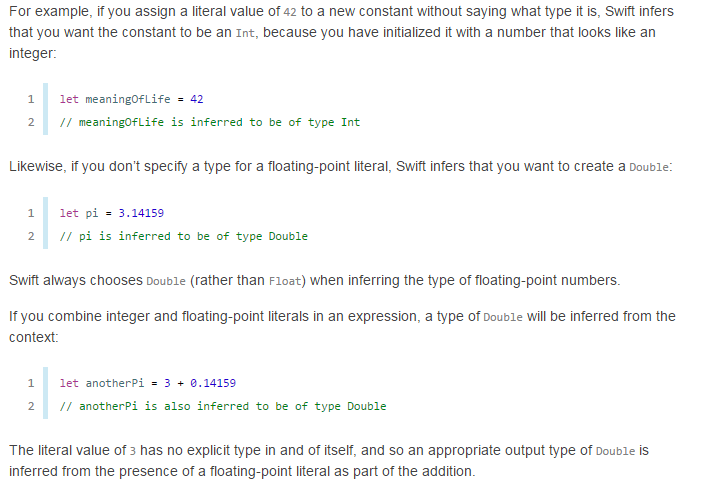 For example, if you assign a literal value of 42 to a new constant without saying what type it is, Swift infers
that you want the constant to be an Int, because you have initialized it with a number that looks like an
integer:
1 let meaningOfLife = 42
2 // meaningOfLife is inferred to be of type Int
Likewise, if you don’t specify a type for a floating-point literal, Swift infers that you want to create a Double:
1 let pi = 3.14159
2 // pi is inferred to be of type Double
Swift always chooses Double (rather than Float) when inferring the type of floating-point numbers.
If you combine integer and floating-point literals in an expression, a type of Double will be inferred from the
context:
1 let anotherPi = 3 + 0.14159
2 // anotherPi is also inferred to be of type Double
The literal value of 3 has no explicit type in and of itself, and so an appropriate output type of Double is
inferred from the presence of a floating-point literal as part of the addition.